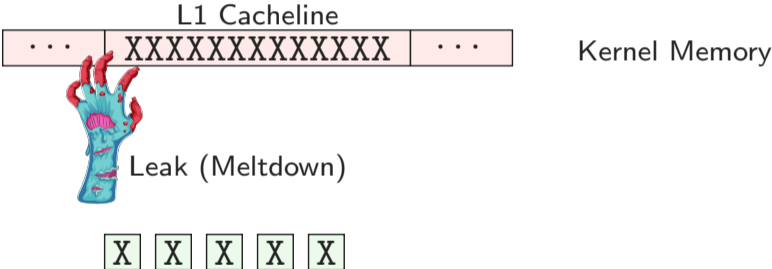 L1 Cacheline
··· XXXXXXXXXXXXX ··· Kernel Memory
Leak (Meltdown)
X X X X X